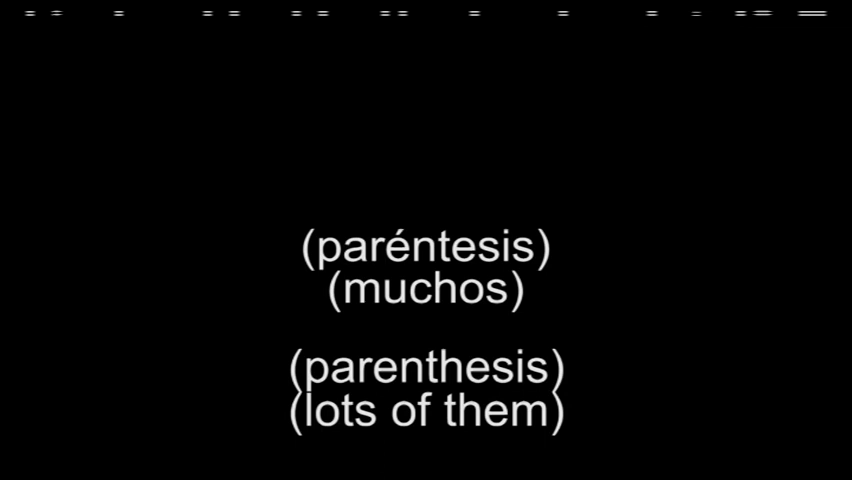 (paréntesis)
(muchos)
(parenthesis)
(lots of them)